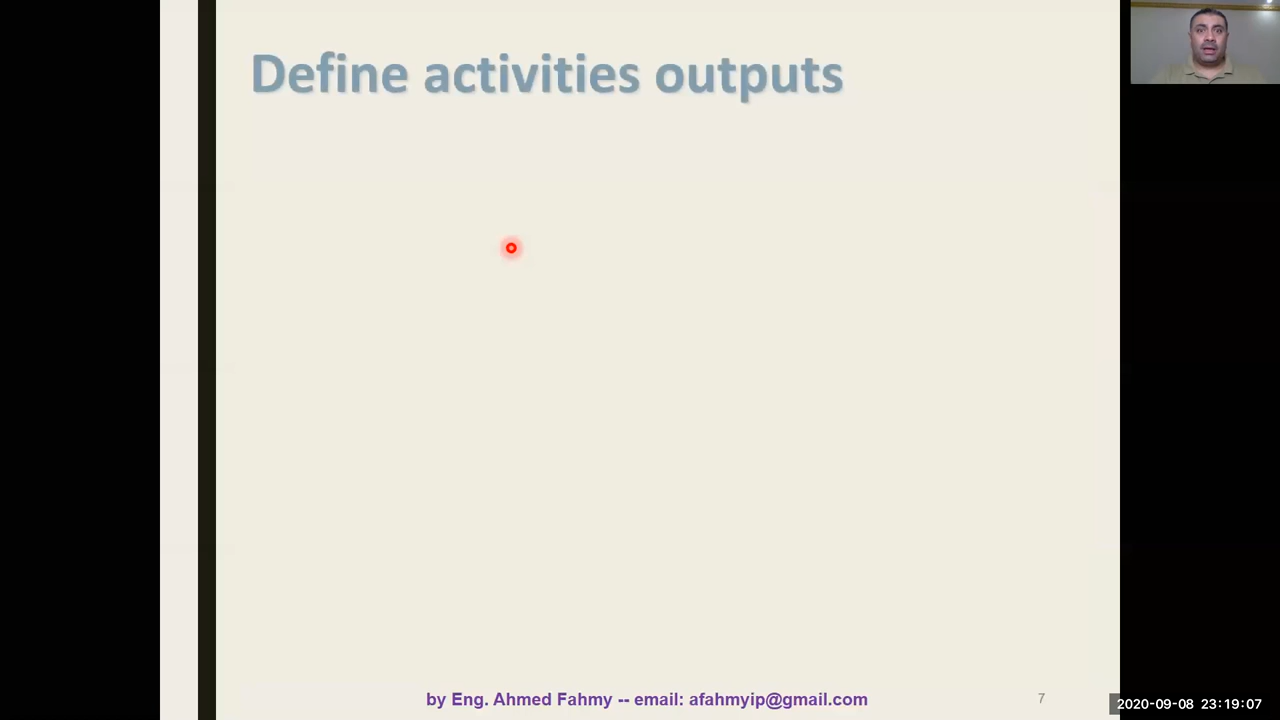 Define activities outputs
by Eng. Ahmed Fahmy -- email: afahmyip@gmail.com
7
2020-09-08 23:19:07